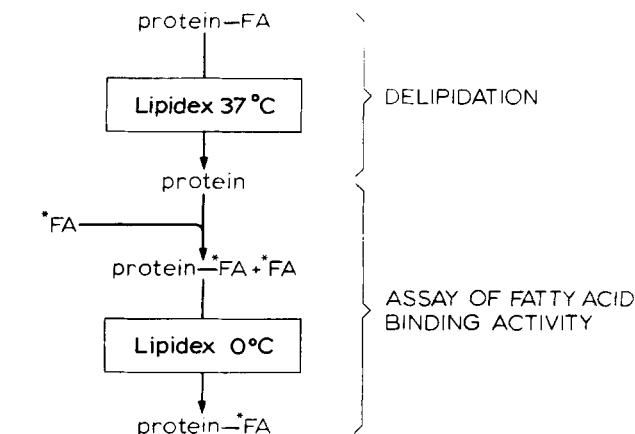 protein—FA
Lipidex 37°C
DELIPIDATION
protein
*FA
protein—*FA + *FA
ASSAY OF FATTY ACID
BINDING ACTIVITY
Lipidex 0°C
protein—*FA